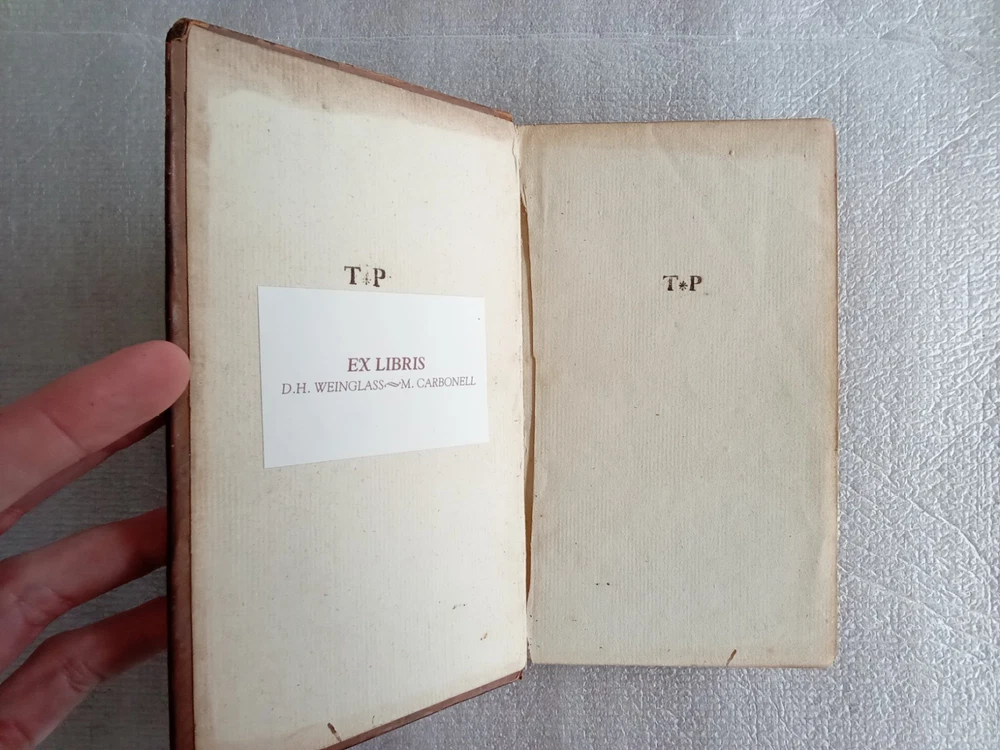 T*P
EX LIBRIS
D.H. WEINGLASS~M. CARBONELL
T*P